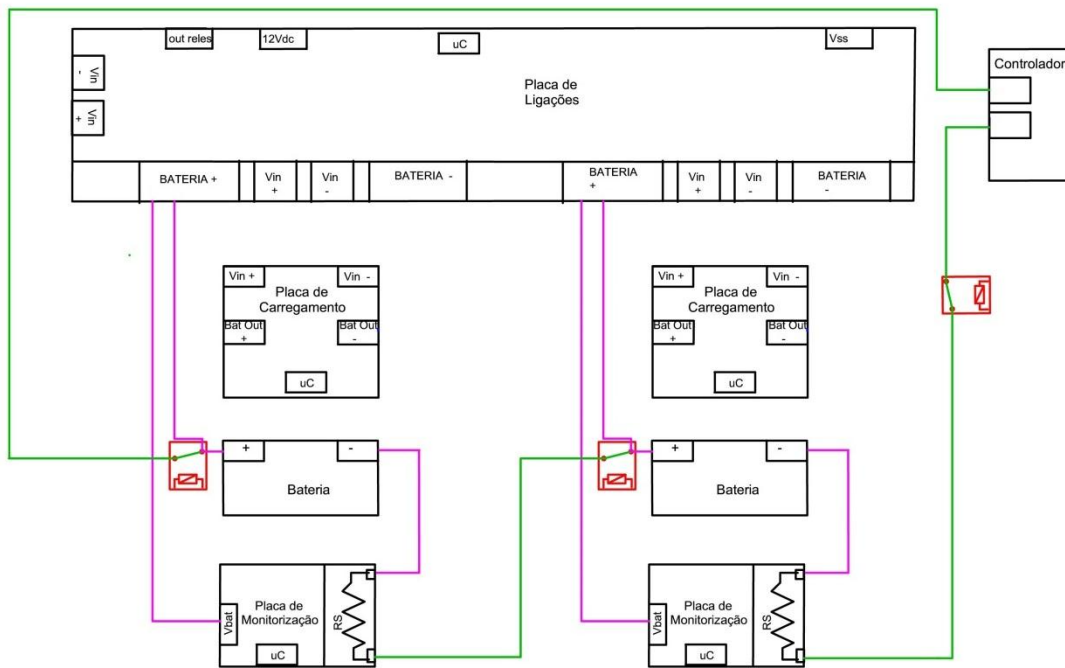 out reles
12Vdc
uC
Vss
Controlador
- Vin
Placa de
Ligações
+ Vin
BATERIA +
Vin
+
Vin
-
BATERIA -
BATERIA
+
Vin
+
Vin
-
BATERIA
-
Vin +
Vin -
Placa de
Carregamento
Bat Out
+
Bat Out
-
uC
Vin +
Vin -
Placa de
Carregamento
Bat Out
+
Bat Out
-
uC
+
-
Bateria
+
-
Bateria
Vbat
Placa de
Monitorização
RS
uC
Vbat
Placa de
Monitorização
RS
uC